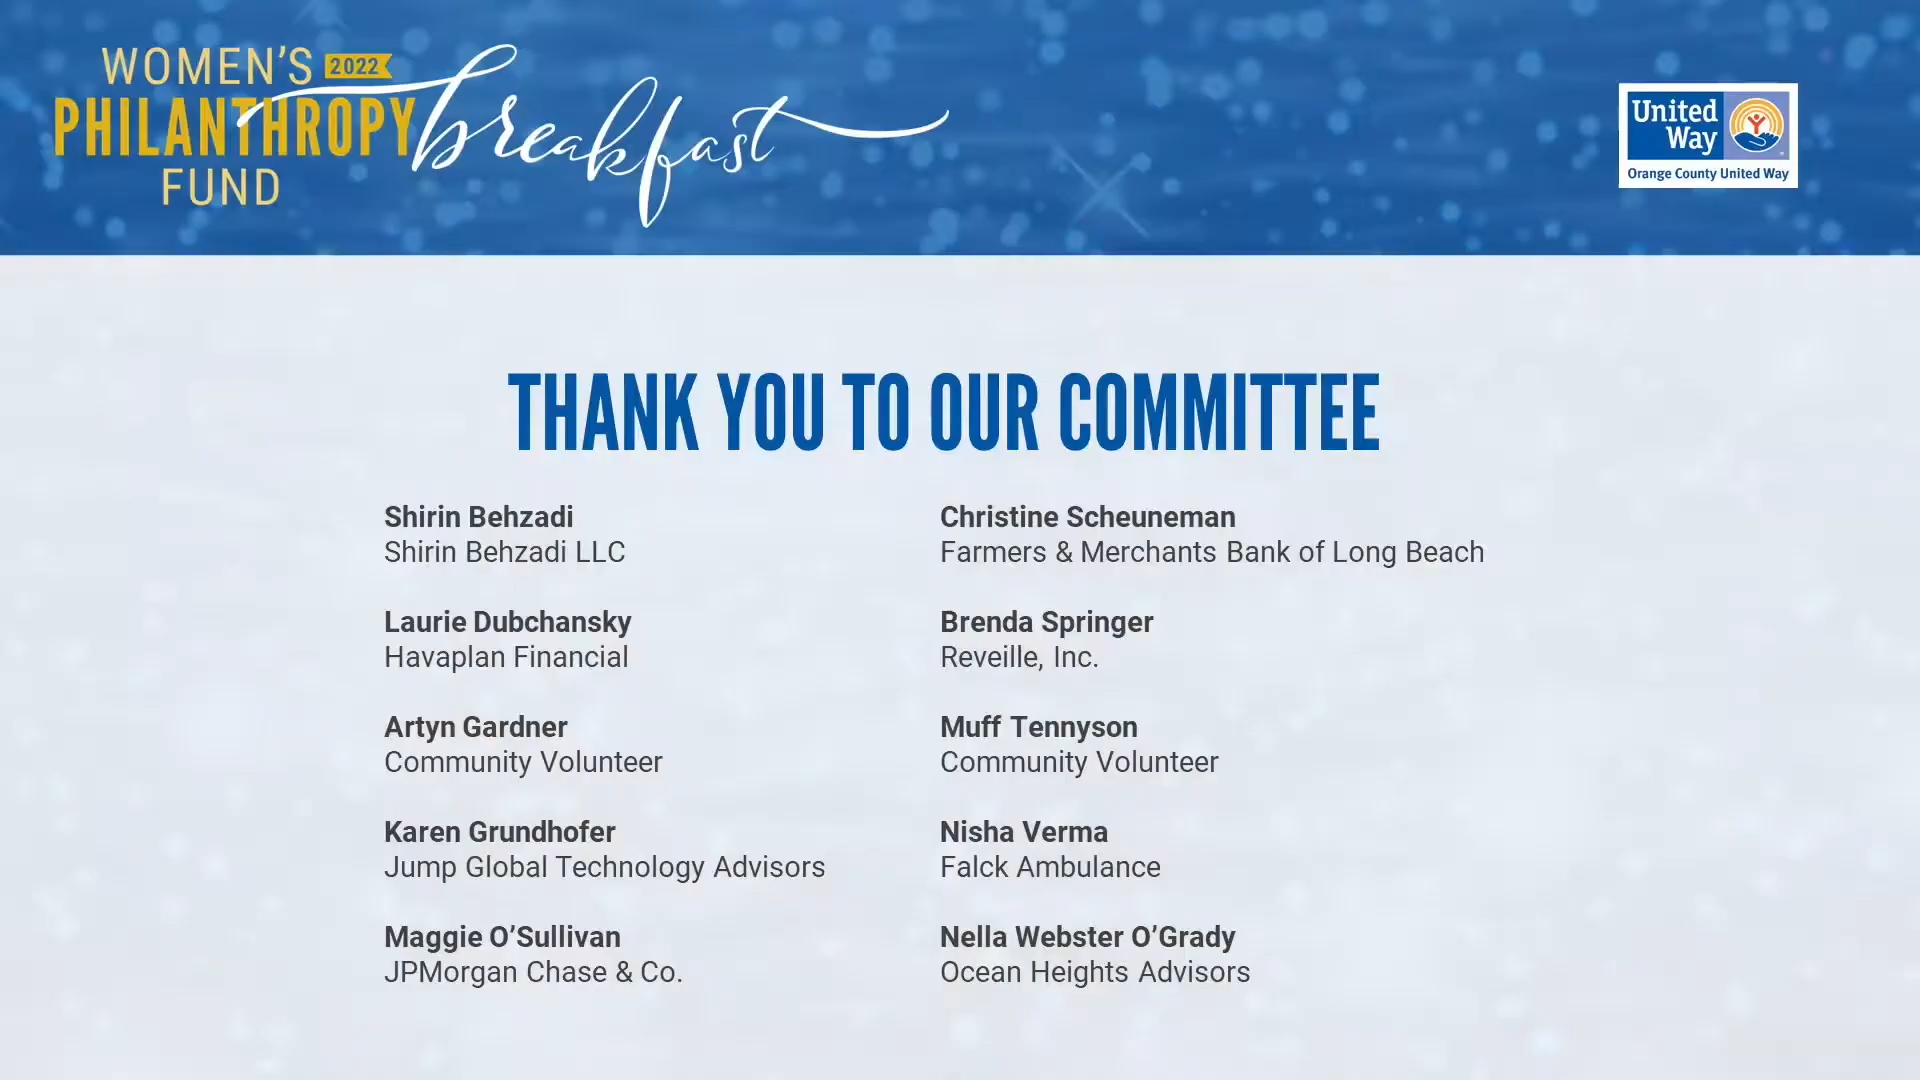 WOMEN'S 2022
PHILANTHROPY breakfast
FUND
United
Way
Orange County United Way
THANK YOU TO OUR COMMITTEE
Shirin Behzadi
Shirin Behzadi LLC
Laurie Dubchansky
Havaplan Financial
Artyn Gardner
Community Volunteer
Karen Grundhofer
Jump Global Technology Advisors
Maggie O’Sullivan
JPMorgan Chase & Co.
Christine Scheuneman
Farmers & Merchants Bank of Long Beach
Brenda Springer
Reveille, Inc.
Muff Tennyson
Community Volunteer
Nisha Verma
Falck Ambulance
Nella Webster O’Grady
Ocean Heights Advisors